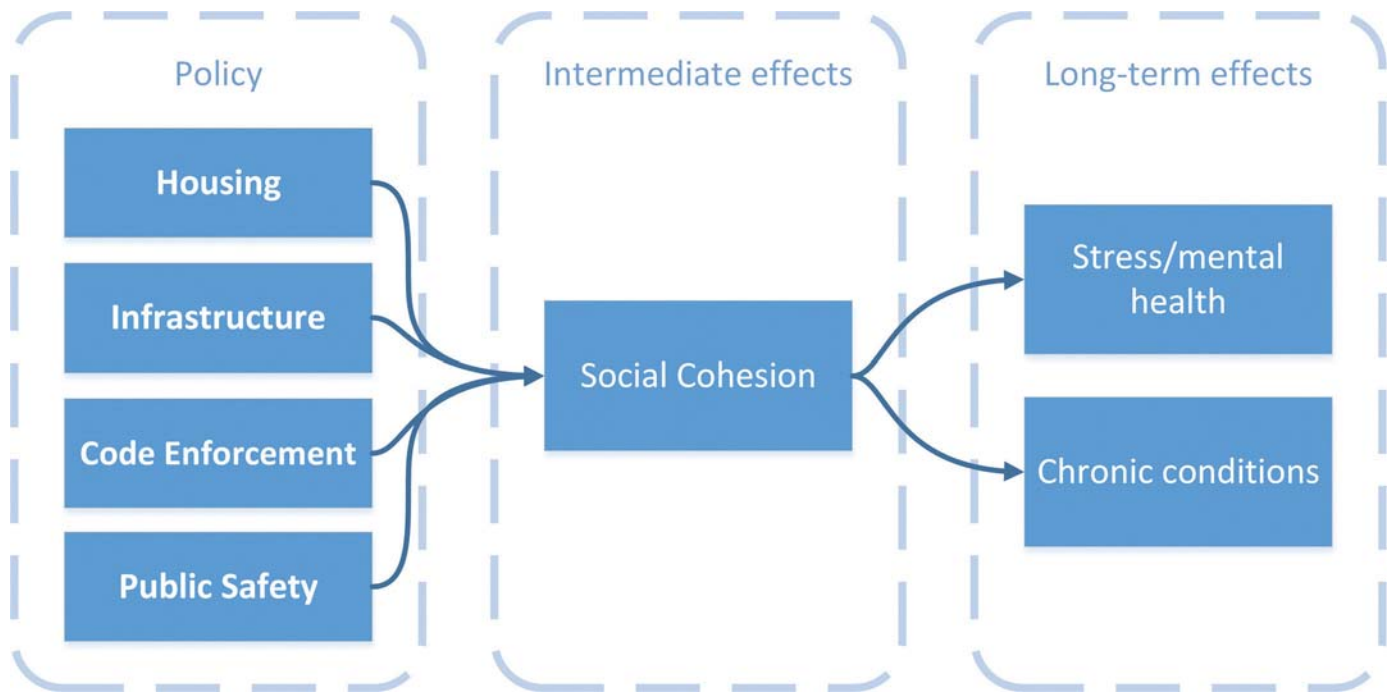 Policy
Housing
Infrastructure
Code Enforcement
Public Safety
Intermediate effects
Social Cohesion
Long-term effects
Stress/mental
health
Chronic conditions